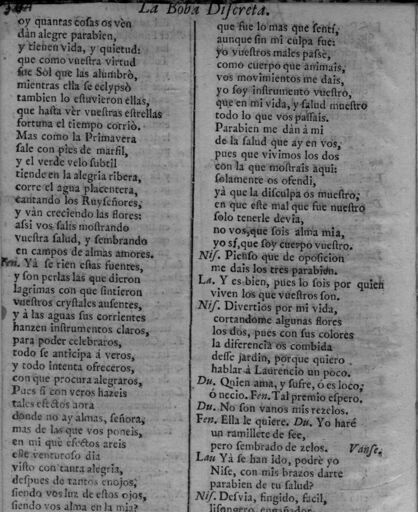 La Boba Discreta.
oy quantas cosas os vèn
dàn alegre parabien,
y tienen vida, y quietud:
que como vuestra virtud
fue Sol que las alumbrò,
mientras ella se eclypsò
tambien lo estuvieron ellas,
que hasta vèr vuestras estrellas
fortuna el tiempo corriò.
Mas como la Primavera
sale con pies de marfil,
y el verde velo subtil
tiende en la alegria ribera,
corre el agua placentera,
cantando los Ruyseñores,
y vàn creciendo las flores:
assi vos salis mostrando
vuestra salud, y sembrando
en campos de almas amores.
Fen. Yà se rien estas fuentes,
y son perlas las que dieron
lagrimas con que sintieron
vuestros crystales ausentes,
y à las aguas sus corrientes
hanzen instrumentos claros,
para poder celebraros,
todo se anticipa á veros,
y todo intenta ofreceros,
con que procura alegraros,
Pues si con veros hazeis
tales efectos aora
donde no ay almas, señora,
mas de las que vos poneis,
en mi què efectos areis
este venturoso dia
visto con tanta alegria,
despues de tantos enojos,
siendo vos luz de estos ojos,
siendo vos alma en la mia?
que fue lo mas que sentì,
aunque sin mi culpa fue:
yo vuestros males passè,
como cuerpo que animais,
vos movimientos me dais,
yo soy instrumento vuestro,
que en mi vida, y salud muestro
todo lo que vos passais.
Parabien me dàn à mi
de la salud que ay en vos,
pues que vivimos los dos
con la que mostrais aqui:
solamente os ofendi,
yà que la disculpa os muestro,
en que este mal que fue nuestro
solo tenerle devia,
no vos, que sois alma mia,
yo sí, que soy cuerpo vuestro.
Nis. Pienso que de oposicion
me dais los tres parabien.
La. Y es bien, pues lo sois por quien
viven los que vuestros son.
Nis. Divertios por mi vida,
cortandome algunas flores
los dos, pues con sus colores
la diferencia os combida
desse jardin, porque quiero
hablar à Laurencio un poco.
Du. Quien ama, y sufre, ò es loco,
ò necio. Fen. Tal premio espero.
Du. No son vanos mis rezelos.
Fen. Ella le quiere. Du. Yo haré
un ramillete de fee,
pero sembrado de zelos. Vanse.
Lau Yà se han ido, podrè yo
Nise, con mis brazos darte
parabien de tu salud?
Nis. Desvia, fingido, facil,
lisongero, engañador,